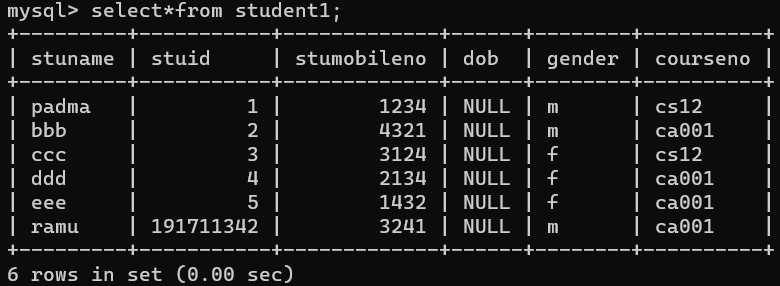 mysql> select*from student1;
+---------+-----------+-------------+------+--------+----------+
| stuname | stuid     | stumobileno | dob  | gender | courseno |
+---------+-----------+-------------+------+--------+----------+
| padma   |         1 |        1234 | NULL | m      | cs12     |
| bbb     |         2 |        4321 | NULL | m      | ca001    |
| ccc     |         3 |        3124 | NULL | f      | cs12     |
| ddd     |         4 |        2134 | NULL | f      | ca001    |
| eee     |         5 |        1432 | NULL | f      | ca001    |
| ramu    | 191711342 |        3241 | NULL | m      | ca001    |
+---------+-----------+-------------+------+--------+----------+
6 rows in set (0.00 sec)